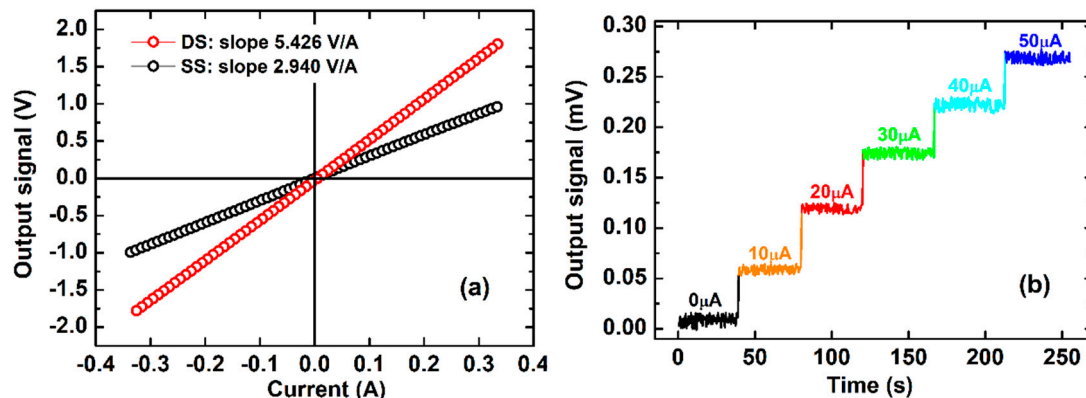 2.0
1.5
1.0
0.5
0.0
-0.5
-1.0
-1.5
-2.0
Output signal (V)
DS: slope 5.426 V/A
SS: slope 2.940 V/A
(a)
-0.4 -0.3 -0.2 -0.1 0.0 0.1 0.2 0.3 0.4
Current (A)
0.30
0.25
0.20
0.15
0.10
0.05
0.00
Output signal (mV)
0μA
10μA
20μA
30μA
40μA
50μA
(b)
0 50 100 150 200 250
Time (s)